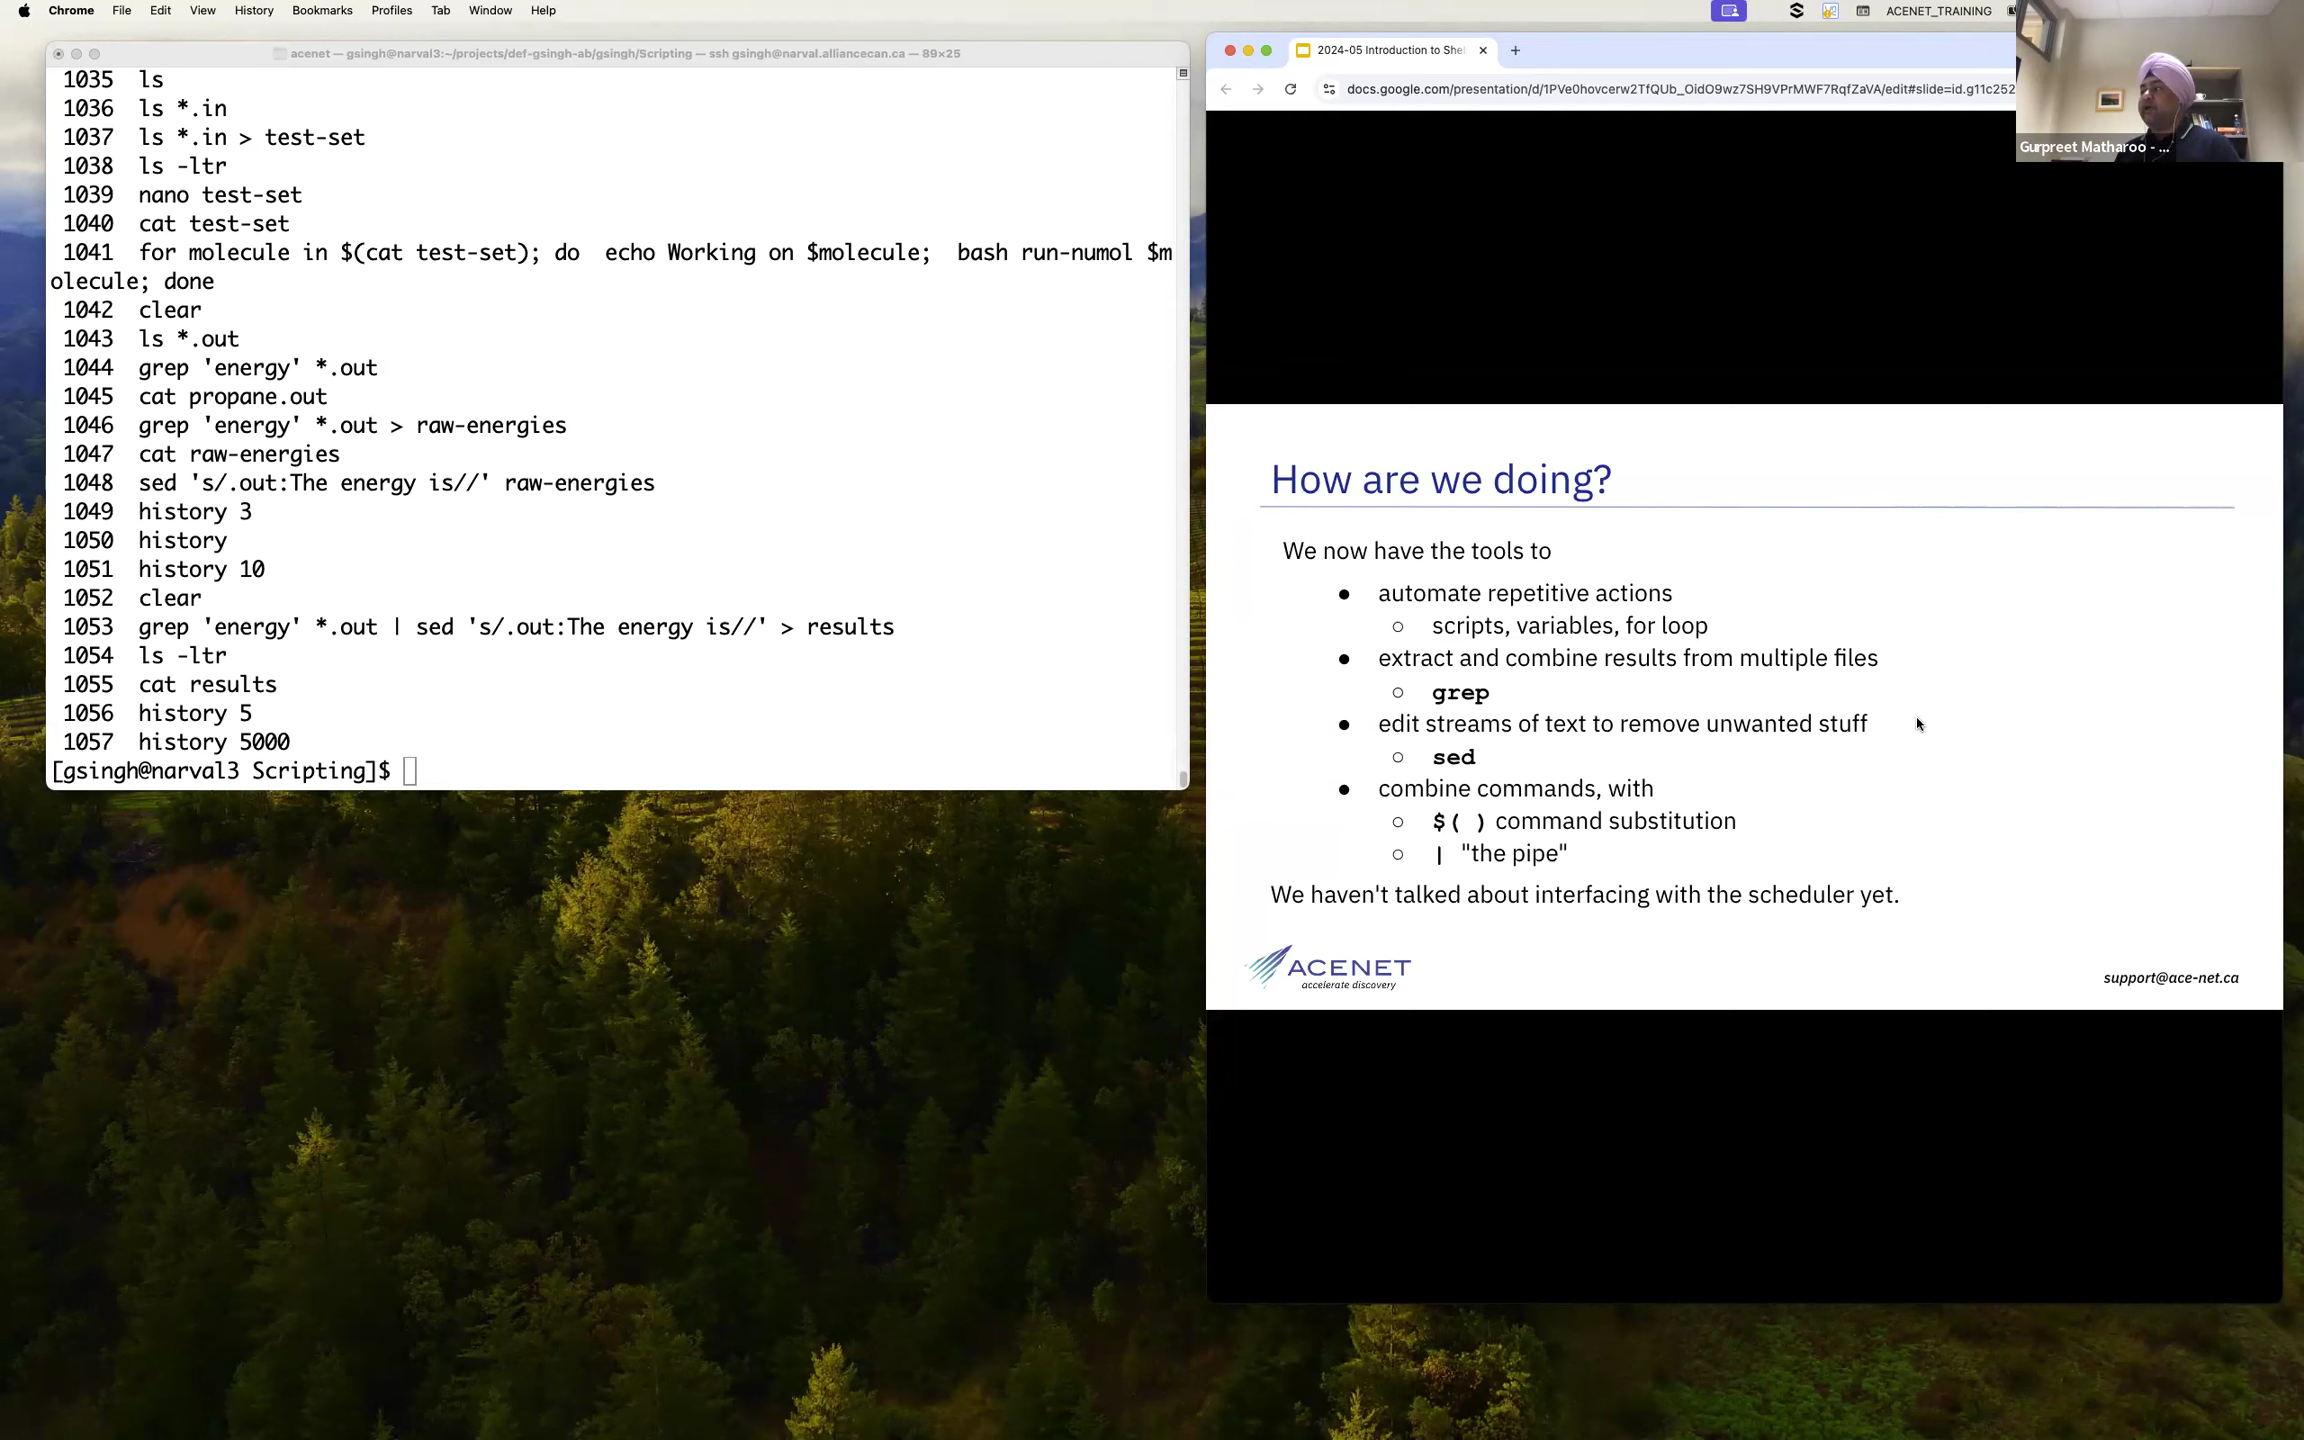 Chrome File Edit View History Bookmarks Profiles Tab Window Help
ACENET_TRAINING
acenet — gsingh@narval3:~/projects/def-gsingh-ab/gsingh/Scripting — ssh gsingh@narval.alliancecan.ca — 89×25
1035 ls
1036 ls *.in
1037 ls *.in > test-set
1038 ls -ltr
1039 nano test-set
1040 cat test-set
1041 for molecule in $(cat test-set); do  echo Working on $molecule;  bash run-numol $m
olecule; done
1042 clear
1043 ls *.out
1044 grep 'energy' *.out
1045 cat propane.out
1046 grep 'energy' *.out > raw-energies
1047 cat raw-energies
1048 sed 's/.out:The energy is//' raw-energies
1049 history 3
1050 history
1051 history 10
1052 clear
1053 grep 'energy' *.out | sed 's/.out:The energy is//' > results
1054 ls -ltr
1055 cat results
1056 history 5
1057 history 5000
[gsingh@narval3 Scripting]$
2024-05 Introduction to She
docs.google.com/presentation/d/1PVe0hovcerw2TfQUb_OidO9wz7SH9VPrMWF7RqfZaVA/edit#slide=id.g11c252
Gurpreet Matharoo - ...
How are we doing?
We now have the tools to
● automate repetitive actions
○ scripts, variables, for loop
● extract and combine results from multiple files
○ grep
● edit streams of text to remove unwanted stuff
○ sed
● combine commands, with
○ $( ) command substitution
○ | "the pipe"
We haven't talked about interfacing with the scheduler yet.
ACENET
accelerate discovery
support@ace-net.ca